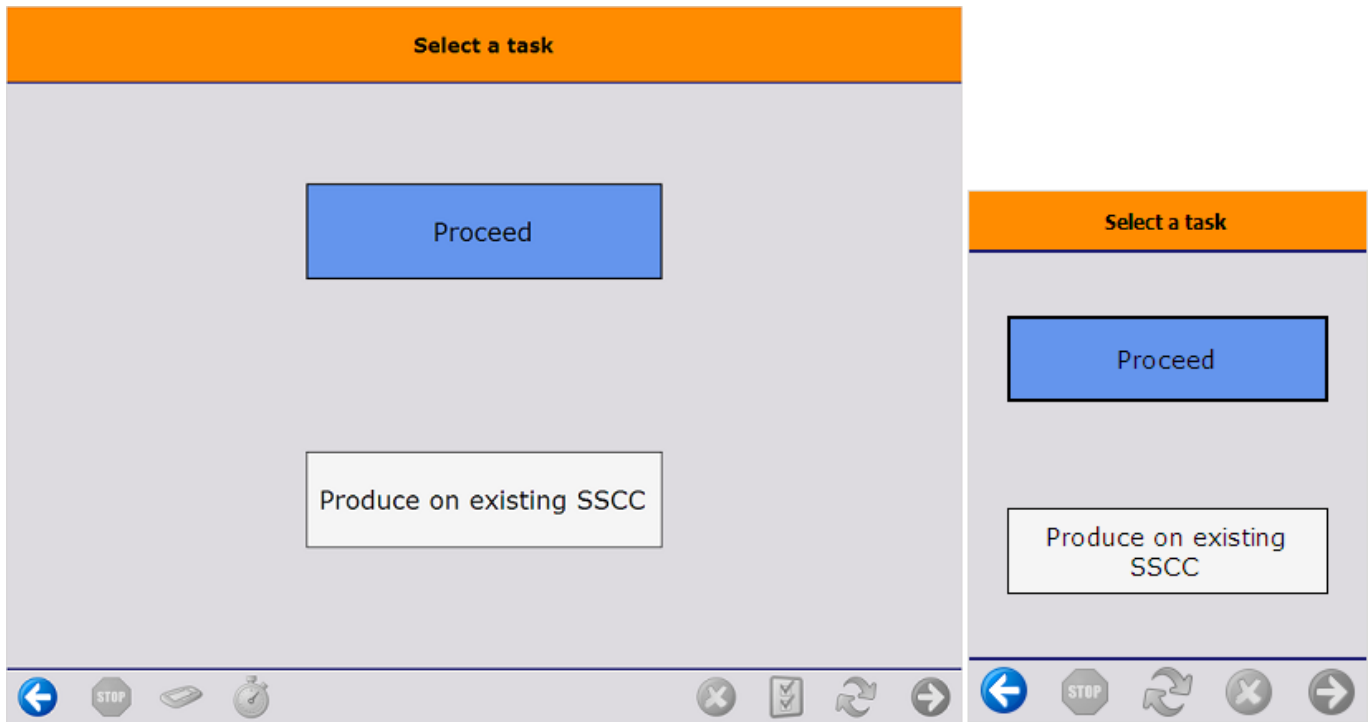 Select a task
Proceed
Produce on existing SSCC
STOP
Select a task
Proceed
Produce on existing
SSCC
STOP